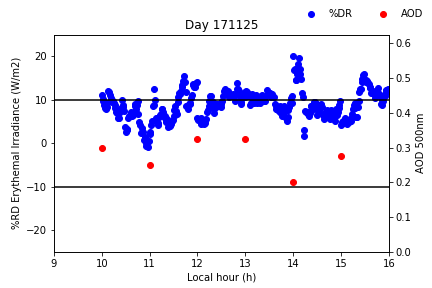 %DR AOD
Day 171125
%RD Erythemal Irradiance (W/m2)
20
10
0
−10
−20
0.6
0.5
0.4
0.3
0.2
0.1
0.0
AOD 500nm
9 10 11 12 13 14 15 16
Local hour (h)